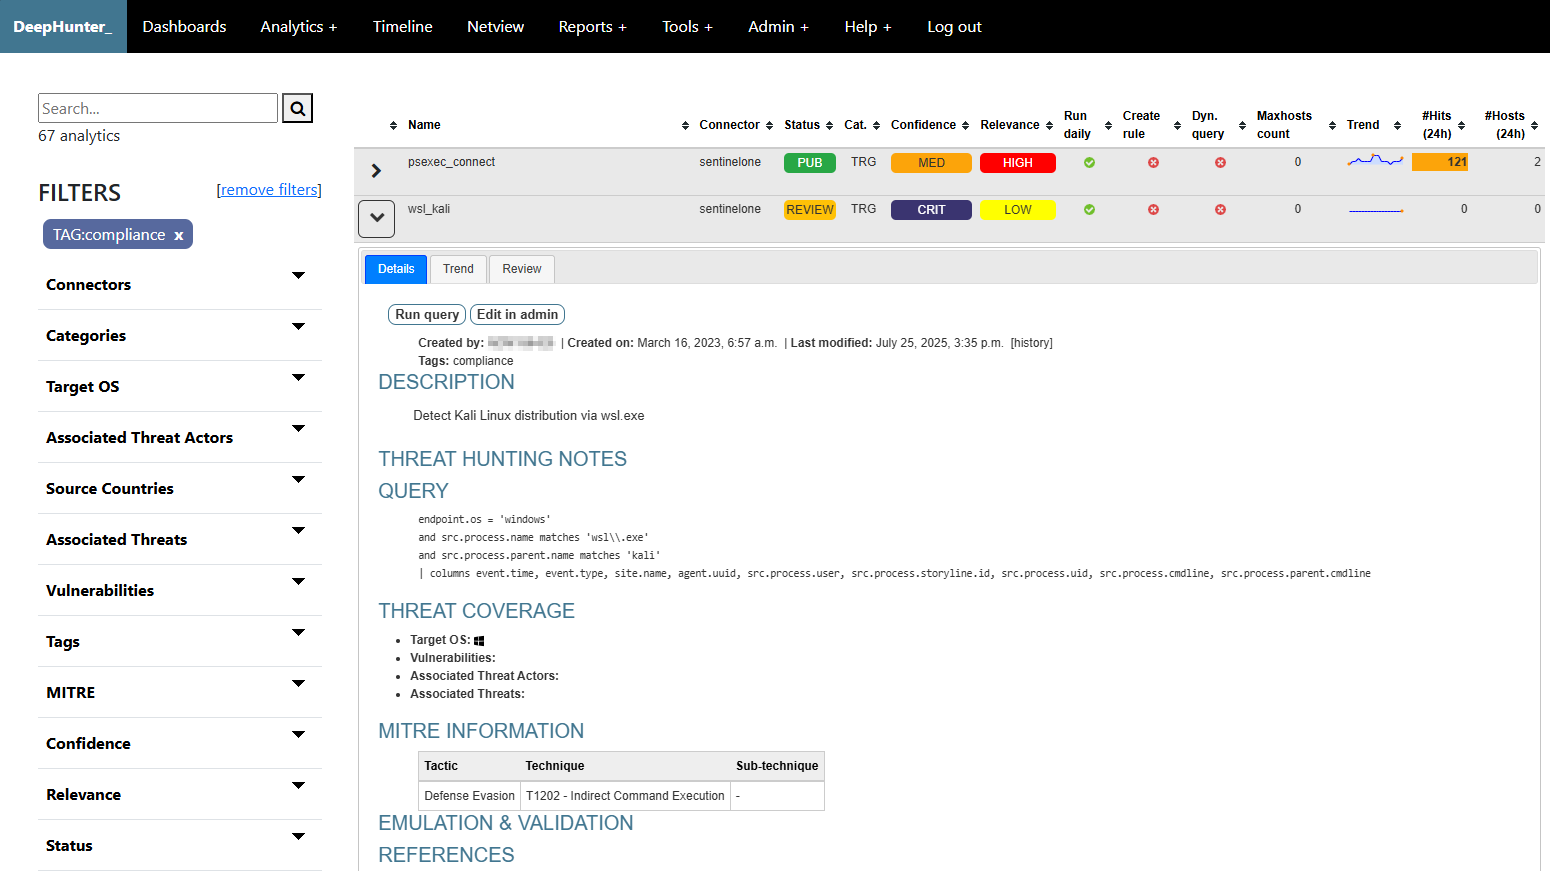 DeepHunter_ Dashboards Analytics + Timeline Netview Reports + Tools + Admin + Help + Log out
Search...
67 analytics
FILTERS [remove filters]
TAG:compliance x
Connectors
Categories
Target OS
Associated Threat Actors
Source Countries
Associated Threats
Vulnerabilities
Tags
MITRE
Confidence
Relevance
Status
Name Connector Status Cat. Confidence Relevance Run daily Create rule Dyn. query Maxhosts count Trend #Hits (24h) #Hosts (24h)
psexec_connect sentinelone PUB TRG MED HIGH 0 121 2
wsl_kali sentinelone REVIEW TRG CRIT LOW 0 0 0
Details Trend Review
Run query Edit in admin
Created by: | Created on: March 16, 2023, 6:57 a.m. | Last modified: July 25, 2025, 3:35 p.m. [history]
Tags: compliance
DESCRIPTION
Detect Kali Linux distribution via wsl.exe
THREAT HUNTING NOTES
QUERY
endpoint.os = 'windows'
and src.process.name matches 'wsl\\.exe'
and src.process.parent.name matches 'kali'
| columns event.time, event.type, site.name, agent.uuid, src.process.user, src.process.storyline.id, src.process.uid, src.process.cmdline, src.process.parent.cmdline
THREAT COVERAGE
• Target OS:
• Vulnerabilities:
• Associated Threat Actors:
• Associated Threats:
MITRE INFORMATION
Tactic Technique Sub-technique
Defense Evasion T1202 - Indirect Command Execution -
EMULATION & VALIDATION
REFERENCES